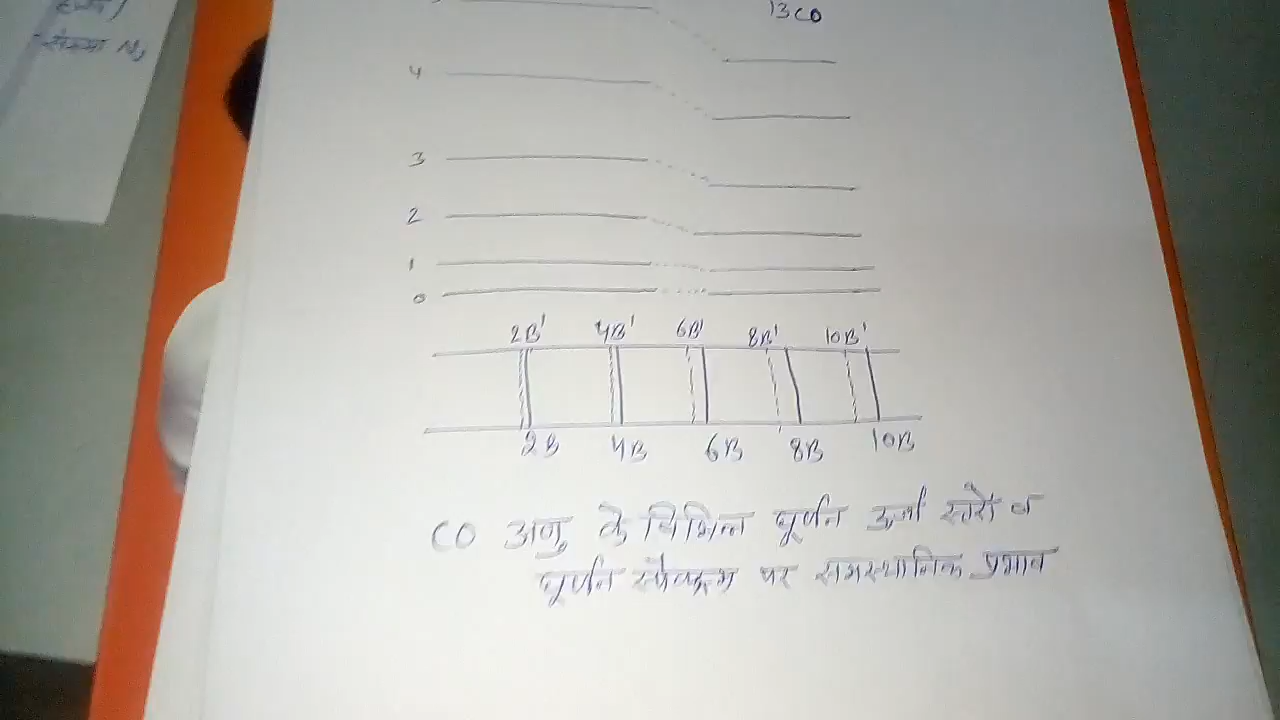 13CO
संख्या N
4
3
2
1
0
2B' 4B' 6B' 8B' 10B'
2B 4B 6B 8B 10B
CO अणु के विभिन्न घूर्णन ऊर्जा स्तरों व
घूर्णन स्पेक्ट्रम पर समस्थानिक प्रभाव